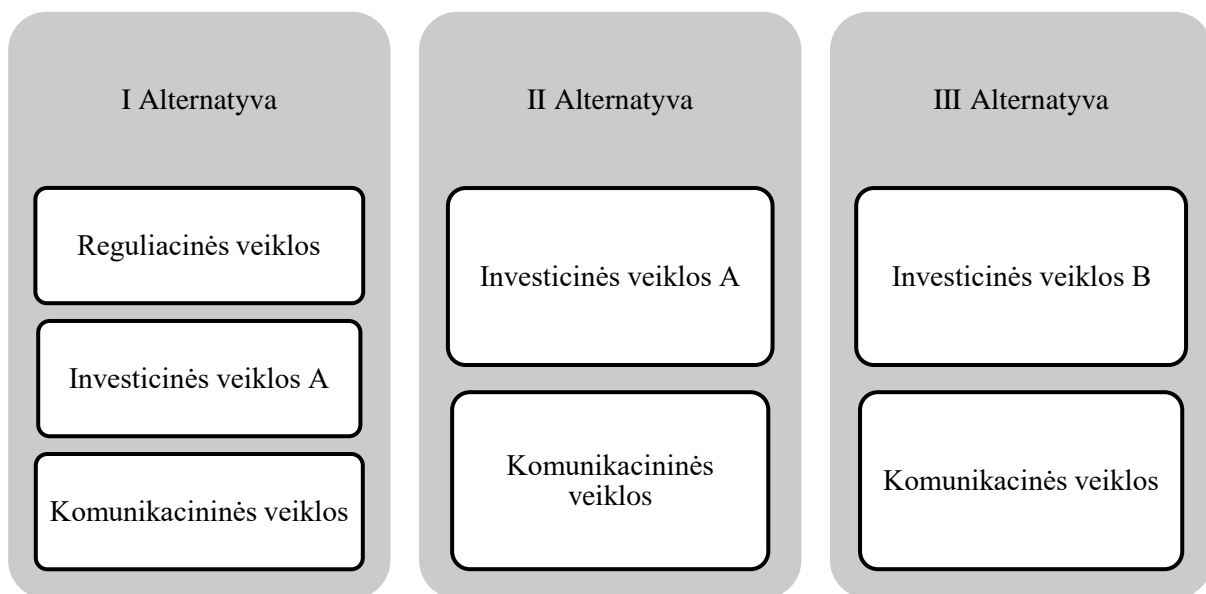 I Alternatyva
Reguliacinės veiklos
Investicinės veiklos A
Komunikacininės veiklos
II Alternatyva
Investicinės veiklos A
Komunikacininės
veiklos
III Alternatyva
Investicinės veiklos B
Komunikacinės veiklos